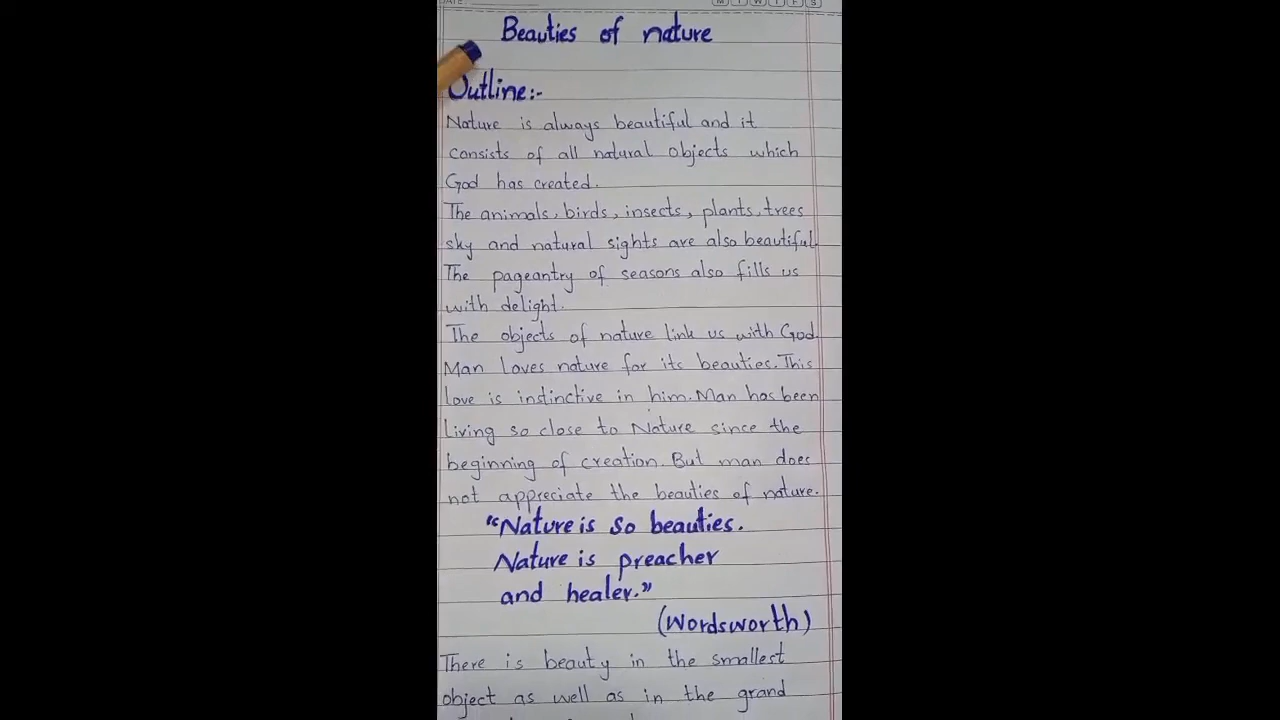 DATE:
M T W T F S
Beauties of nature
Outline:-
Nature is always beautiful and it
consists of all natural objects which
God has created.
The animals, birds, insects, plants, trees
sky and natural sights are also beautiful.
The pageantry of seasons also fills us
with delight.
The objects of nature link us with God.
Man loves nature for its beauties. This
love is instinctive in him. Man has been
living so close to Nature since the
beginning of creation. But man does
not appreciate the beauties of nature.
"Nature is so beauties.
Nature is preacher
and healer."
(Wordsworth)
There is beauty in the smallest
object as well as in the grand